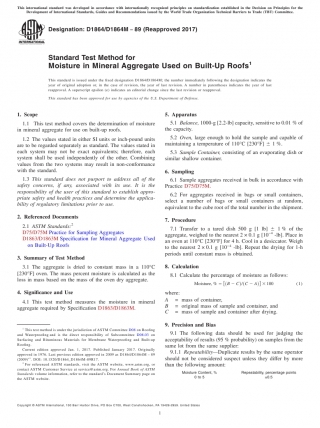 This international standard was developed in accordance with internationally recognized principles on standardization established in the Decision on Principles for the
Development of International Standards, Guides and Recommendations issued by the World Trade Organization Technical Barriers to Trade (TBT) Committee.
Designation: D1864/D1864M − 89 (Reapproved 2017)
Standard Test Method for
Moisture in Mineral Aggregate Used on Built-Up Roofs1
This standard is issued under the fixed designation D1864/D1864M; the number immediately following the designation indicates the
year of original adoption or, in the case of revision, the year of last revision. A number in parentheses indicates the year of last
reapproval. A superscript epsilon (ε) indicates an editorial change since the last revision or reapproval.
This standard has been approved for use by agencies of the U.S. Department of Defense.
1. Scope
1.1 This test method covers the determination of moisture
in mineral aggregate for use on built-up roofs.
1.2 The values stated in either SI units or inch-pound units
are to be regarded separately as standard. The values stated in
each system may not be exact equivalents; therefore, each
system shall be used independently of the other. Combining
values from the two systems may result in non-conformance
with the standard.
1.3 This standard does not purport to address all of the
safety concerns, if any, associated with its use. It is the
responsibility of the user of this standard to establish appro-
priate safety and health practices and determine the applica-
bility of regulatory limitations prior to use.
2. Referenced Documents
2.1 ASTM Standards:2
D75/D75M Practice for Sampling Aggregates
D1863/D1863M Specification for Mineral Aggregate Used
on Built-Up Roofs
3. Summary of Test Method
3.1 The aggregate is dried to constant mass in a 110°C
[230°F] oven. The mass percent moisture is calculated as the
loss in mass based on the mass of the oven dry aggregate.
4. Significance and Use
4.1 This test method measures the moisture in mineral
aggregate required by Specification D1863/D1863M.
1 This test method is under the jurisdiction of ASTM Committee D08 on Roofing
and Waterproofing and is the direct responsibility of Subcommittee
Surfacing and Bituminous Materials for Membrane Waterproofing and Built-up
Roofing.
Current edition approved Jan. 1, 2017. Published January 2017. Originally
approved in 1976. Last previous edition approved in 2009 as D1864/D1864M – 89
(2009)
2 For referenced ASTM standards, visit the ASTM website, www.astm.org, or
contact ASTM Customer Service at service@astm.org. For Annual Book of ASTM
Standards volume information, refer to the standard's Document Summary page on
the ASTM website.
5. Apparatus
5.1 Balance, 1000-g [2.2-lb] capacity, sensitive to 0.01 % of
the capacity.
5.2 Oven, large enough to hold the sample and capable of
maintaining a temperature of 110°C [230°F] ± 1 %.
5.3 Sample Container, consisting of an evaporating dish or
similar shallow container.
6. Sampling
6.1 Sample aggregates received in bulk in accordance with
Practice D75/D75M.
6.2 For aggregates received in bags or small containers,
select a number of bags or small containers at random,
equivalent to the cube root of the total number in the shipment.
7. Procedure
7.1 Transfer to a tared dish 500 g [1 lb] ± 1 % of the
aggregate, weighed to the nearest 2 × 0.1 g [10-4 lb]. Place in
an oven at 110°C [230°F] for 4 h. Cool in a desiccator. Weigh
to the nearest 2 × 0.1 g [10-4 lb]. Repeat the drying for 1-h
periods until constant mass is obtained.
8. Calculation
8.1 Calculate the percentage of moisture as follows:
Moisture, % = [(B − C)/(C − A)] × 100 (1)
where:
A = mass of container,
B = original mass of sample and container, and
C = mass of sample and container after drying.
9. Precision and Bias
9.1 The following data should be used for judging the
acceptability of results (95 % probability) on samples from the
same lot from the same supplier:
9.1.1 Repeatability—Duplicate results by the same operator
should not be considered suspect unless they differ by more
than the following amount:
Moisture Content, % Repeatability, percentage points
0 to 6 ±0.5
Copyright © ASTM International, 100 Barr Harbor Drive, PO Box C700, West Conshohocken, PA 19428-2959. United States
1